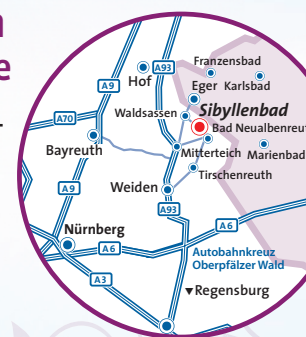 n
e
A93
Franzensbad
Hof
A9
Eger Karlsbad
Sibyllenbad
Waldsassen
A70
Bad Neualbenreut
Bayreuth
Mitterteich
Marienbad
Tirschenreuth
Weiden
A9
A93
A6
Nürnberg
A6
Autobahnkreuz
Oberpfälzer Wald
A3
▼Regensburg